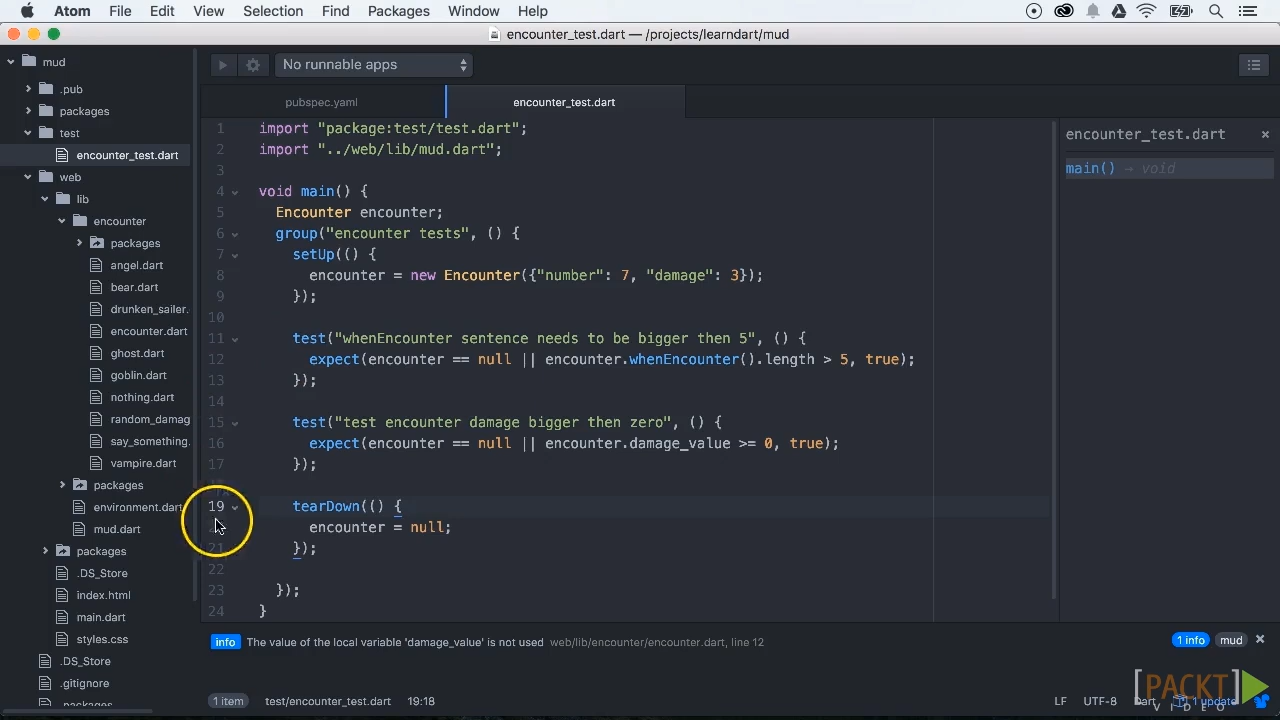 Atom File Edit View Selection Find Packages Window Help
encounter_test.dart — /projects/learndart/mud
mud
.pub
packages
test
encounter_test.dart
web
lib
encounter
packages
angel.dart
bear.dart
drunken_sailer.
encounter.dart
ghost.dart
goblin.dart
nothing.dart
random_damag
say_something.
vampire.dart
packages
environment.dart
mud.dart
packages
.DS_Store
index.html
main.dart
styles.css
.DS_Store
.gitignore
.packages
No runnable apps
pubspec.yaml encounter_test.dart
1 import "package:test/test.dart";
2 import "../web/lib/mud.dart";
3
4 void main() {
5 Encounter encounter;
6 group("encounter tests", () {
7 setUp(() {
8 encounter = new Encounter({"number": 7, "damage": 3});
9 });
10
11 test("whenEncounter sentence needs to be bigger then 5", () {
12 expect(encounter == null || encounter.whenEncounter().length > 5, true);
13 });
14
15 test("test encounter damage bigger then zero", () {
16 expect(encounter == null || encounter.damage_value >= 0, true);
17 });
19 tearDown(() {
encounter = null;
21 });
22
23 });
24 }
encounter_test.dart ×
main() → void
info The value of the local variable 'damage_value' is not used web/lib/encounter/encounter.dart, line 12
1 info mud ×
1 item test/encounter_test.dart 19:18
LF UTF-8 Dart 1 update
[PACKT]
VIDEO